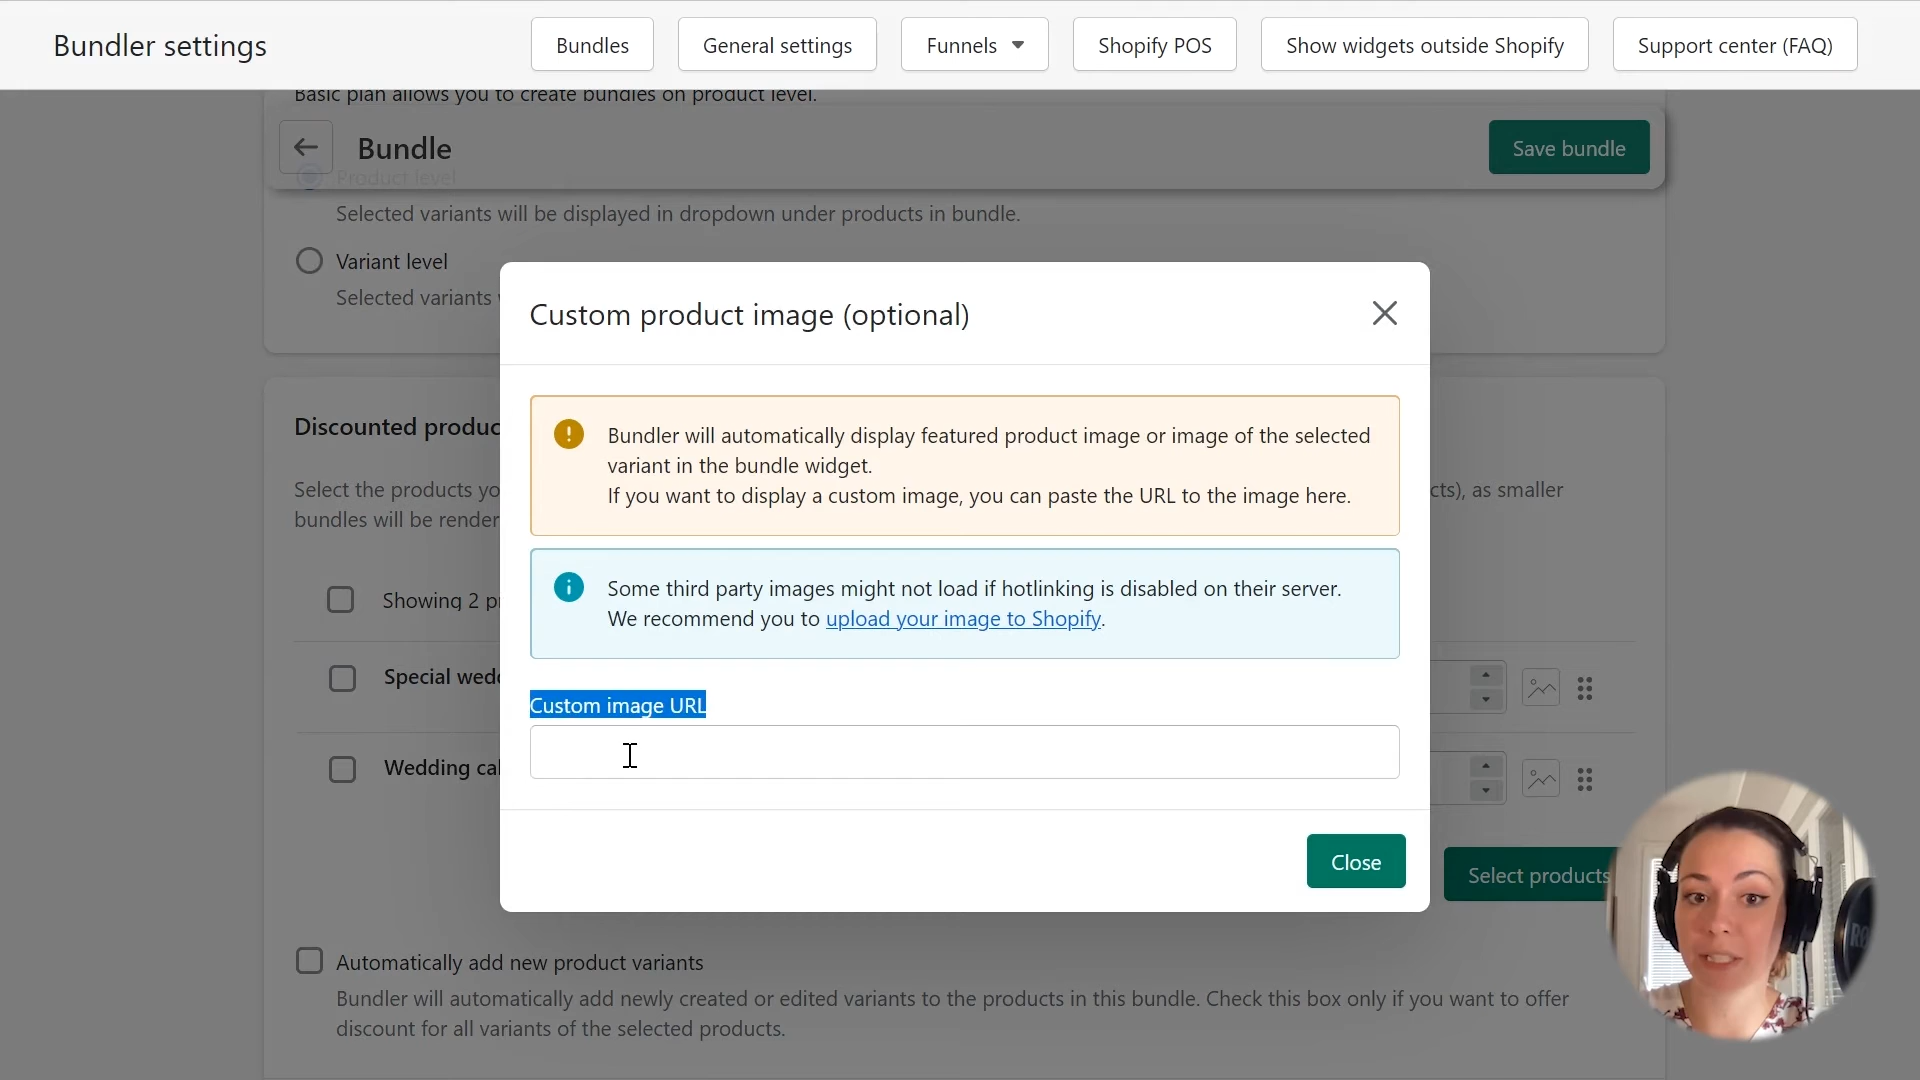 Bundler settings
Bundles
General settings
Funnels
Shopify POS
Show widgets outside Shopify
Support center (FAQ)
Basic plan allows you to create bundles on product level.
Bundle
Save bundle
Product level
Selected variants will be displayed in dropdown under products in bundle.
Variant level
Selected variants
Custom product image (optional)
Bundler will automatically display featured product image or image of the selected
variant in the bundle widget.
If you want to display a custom image, you can paste the URL to the image here.
Some third party images might not load if hotlinking is disabled on their server.
We recommend you to upload your image to Shopify.
Custom image URL
Close
Discounted produc
Select the products yo
cts), as smaller
bundles will be render
Showing 2 p
Special wed
Wedding ca
Select products
Automatically add new product variants
Bundler will automatically add newly created or edited variants to the products in this bundle. Check this box only if you want to offer
discount for all variants of the selected products.